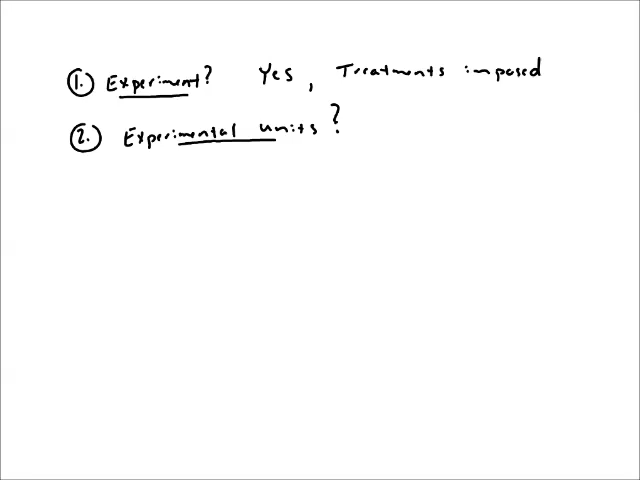 1. Experiment? Yes, Treatments imposed
2. Experimental units?